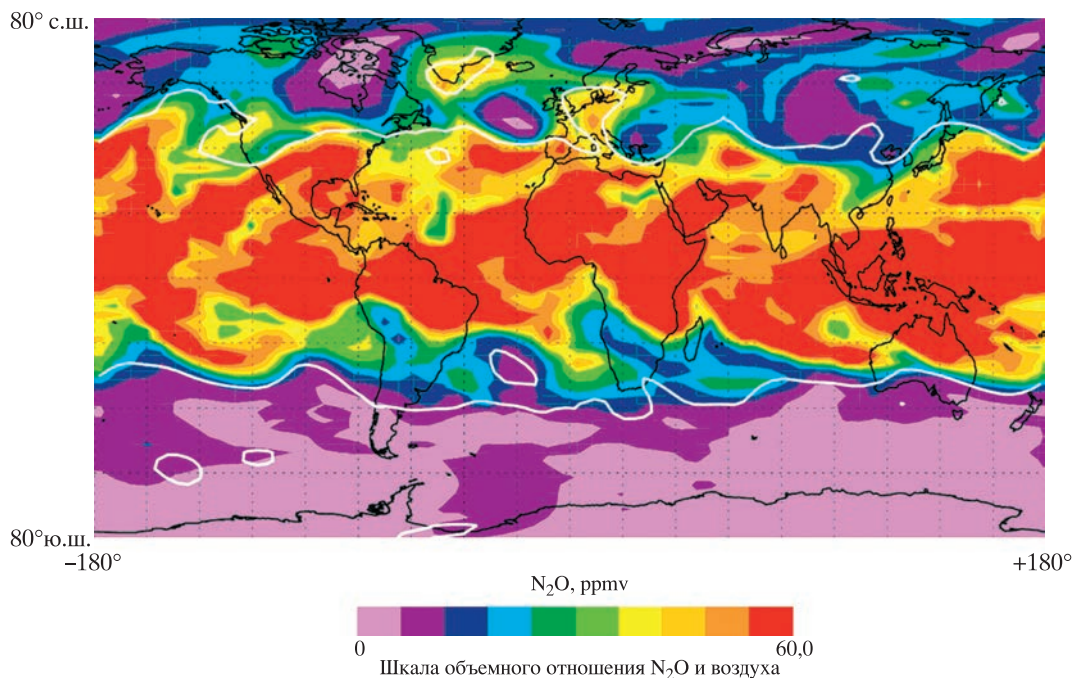 80° с.ш.
80°ю.ш.
−180°
+180°
N₂O, ppmv
0
60,0
Шкала объемного отношения N₂O и воздуха